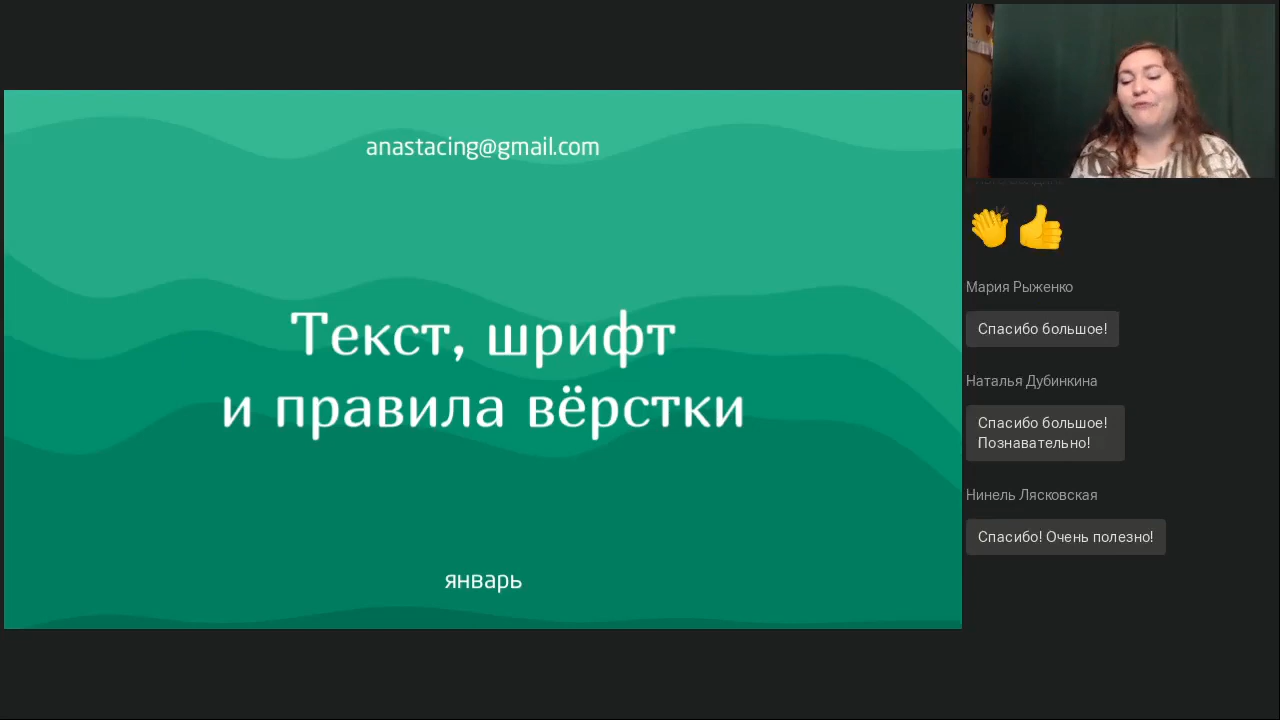 anastacing@gmail.com
Текст, шрифт
и правила вёрстки
январь
Мария Рыженко
Спасибо большое!
Наталья Дубинкина
Спасибо большое!
Познавательно!
Нинель Лясковская
Спасибо! Очень полезно!